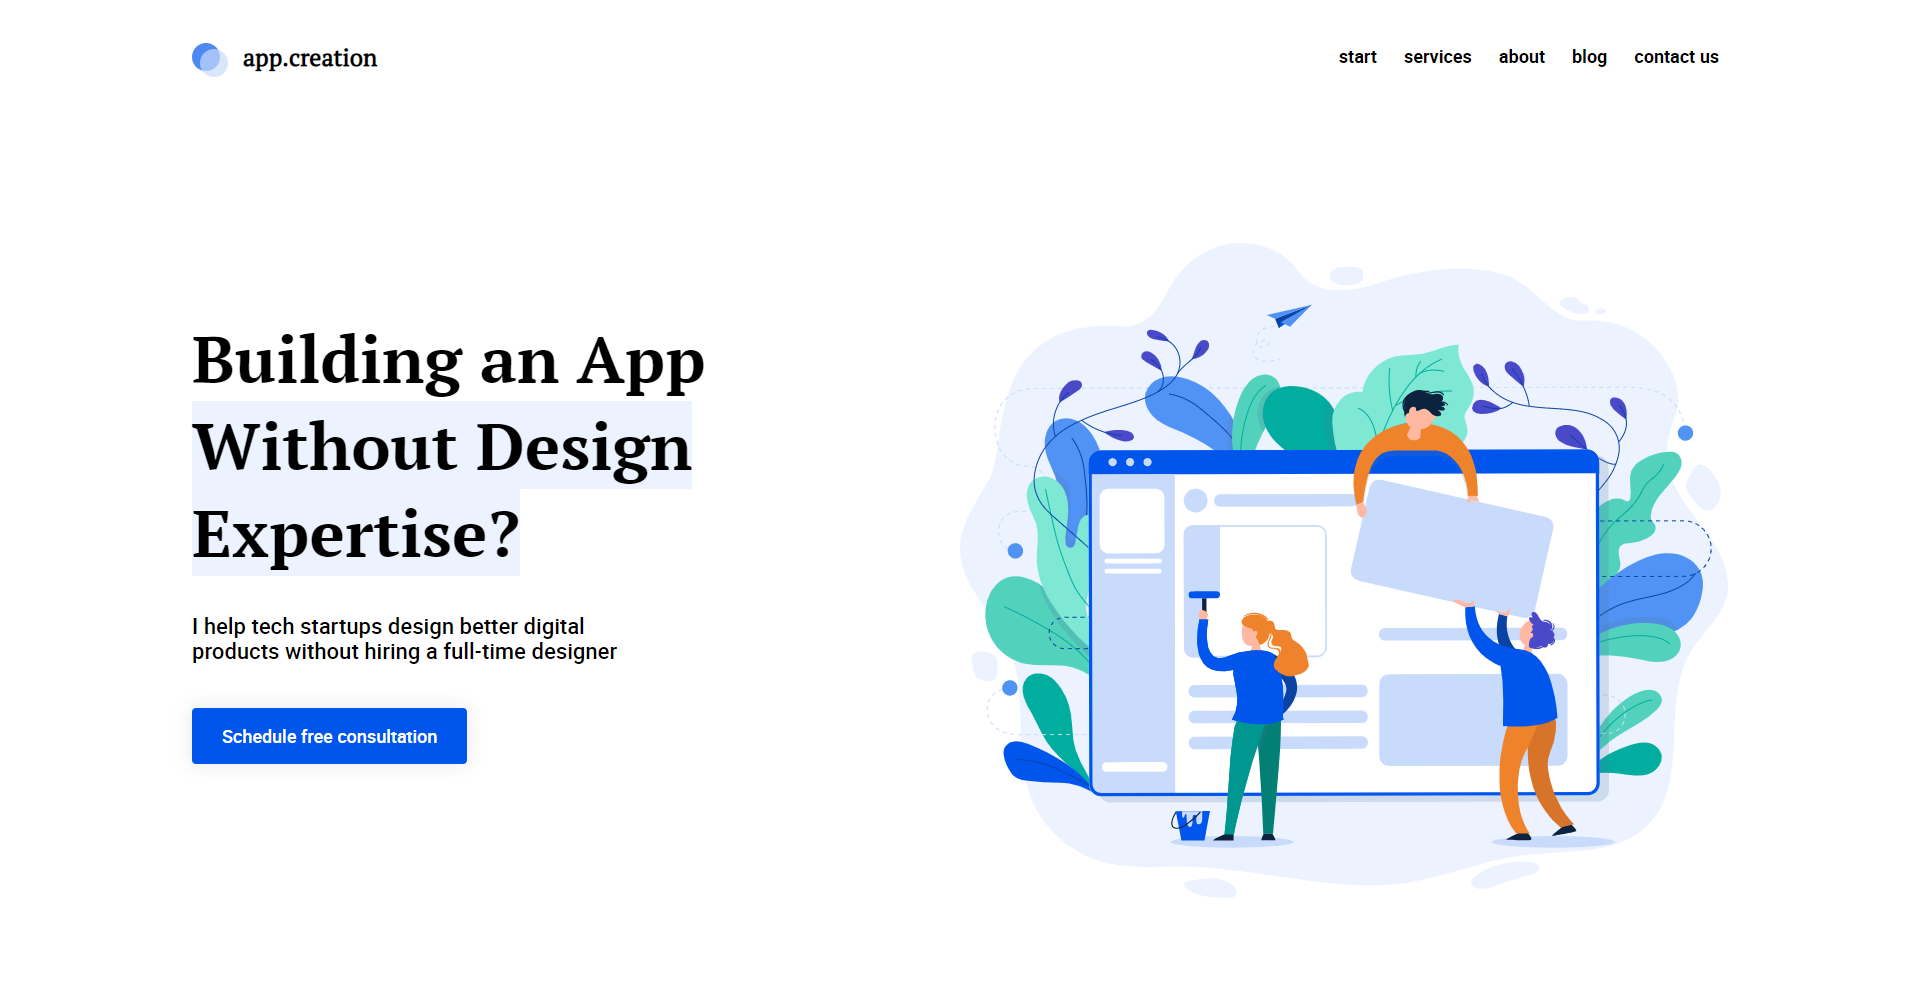 app.creation
start services about blog contact us
Building an App
Without Design
Expertise?
I help tech startups design better digital
products without hiring a full-time designer
Schedule free consultation